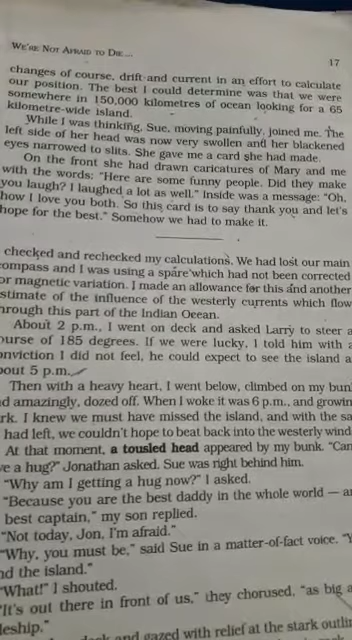 WE'RE NOT AFRAID TO DIE...
17
changes of course, drift and current in an effort to calculate
our position. The best I could determine was that we were
somewhere in 150,000 kilometres of ocean looking for a 65
kilometre-wide island.
While I was thinking, Sue, moving painfully, joined me. The
left side of her head was now very swollen and her blackened
eyes narrowed to slits. She gave me a card she had made.
On the front she had drawn caricatures of Mary and me
with the words: "Here are some funny people. Did they make
you laugh? I laughed a lot as well." Inside was a message: "Oh,
how I love you both. So this card is to say thank you and let's
hope for the best." Somehow we had to make it.
checked and rechecked my calculations. We had lost our main
ompass and I was using a spare which had not been corrected
or magnetic variation. I made an allowance for this and another
stimate of the influence of the westerly currents which flow
hrough this part of the Indian Ocean.
About 2 p.m., I went on deck and asked Larry to steer a
ourse of 185 degrees. If we were lucky, I told him with a
onviction I did not feel, he could expect to see the island a
bout 5 p.m.
Then with a heavy heart, I went below, climbed on my bun
d amazingly, dozed off. When I woke it was 6 p.m., and growin
rk. I knew we must have missed the island, and with the sa
had left, we couldn't hope to beat back into the westerly wind
At that moment, a tousled head appeared by my bunk. "Can
ve a hug?" Jonathan asked. Sue was right behind him.
"Why am I getting a hug now?" I asked.
"Because you are the best daddy in the whole world — a
best captain," my son replied.
"Not today, Jon, I'm afraid."
"Why, you must be," said Sue in a matter-of-fact voice. "Y
nd the island."
"What!" I shouted.
"It's out there in front of us," they chorused, "as big a
leship."
deck and gazed with relief at the stark outli